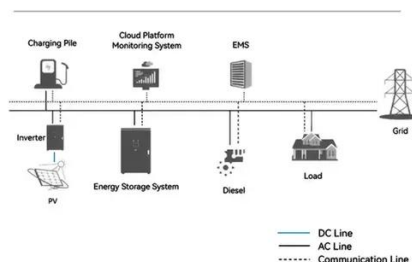 Charging Pile
Cloud Platform
Monitoring System
EMS
Grid
Inverter
PV
Energy Storage System
Diesel
Load
DC Line
AC Line
Communication Line